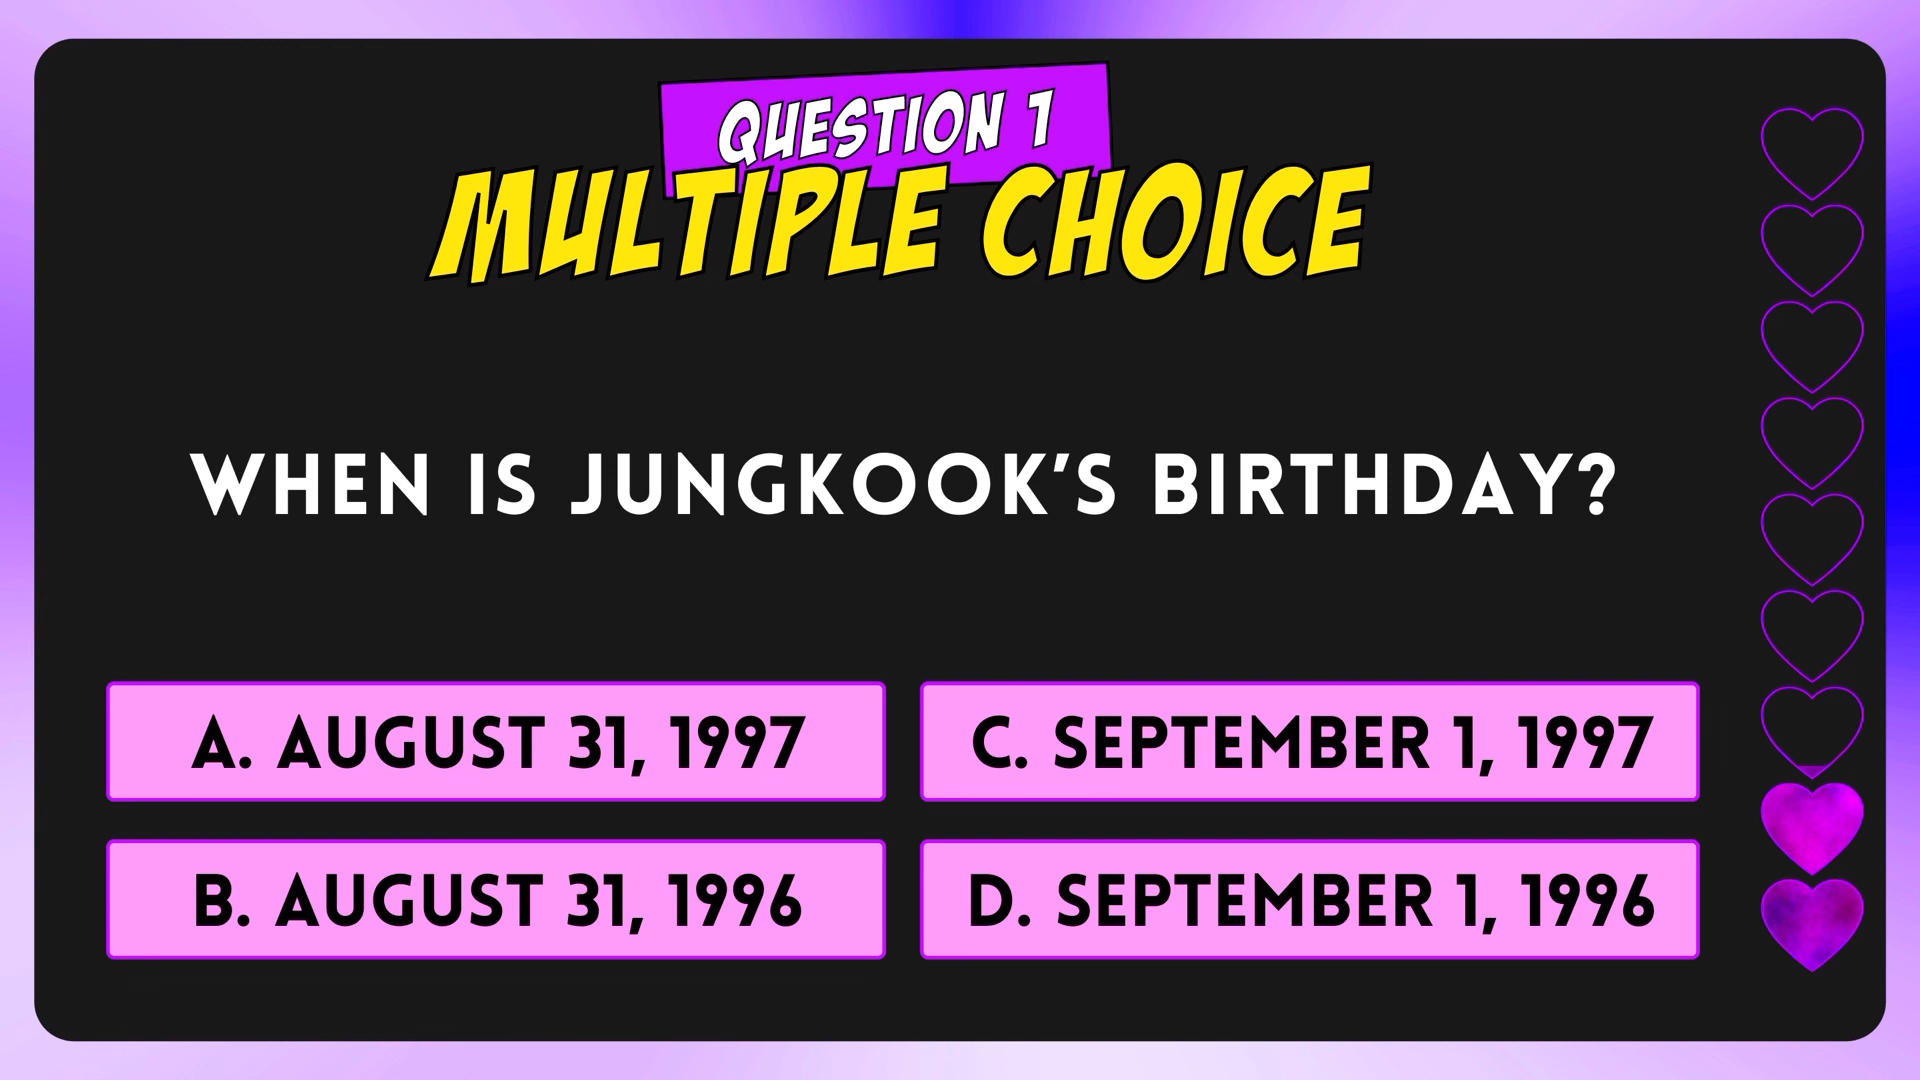 QUESTION 1
MULTIPLE CHOICE
WHEN IS JUNGKOOK'S BIRTHDAY?
A. AUGUST 31, 1997
C. SEPTEMBER 1, 1997
B. AUGUST 31, 1996
D. SEPTEMBER 1, 1996